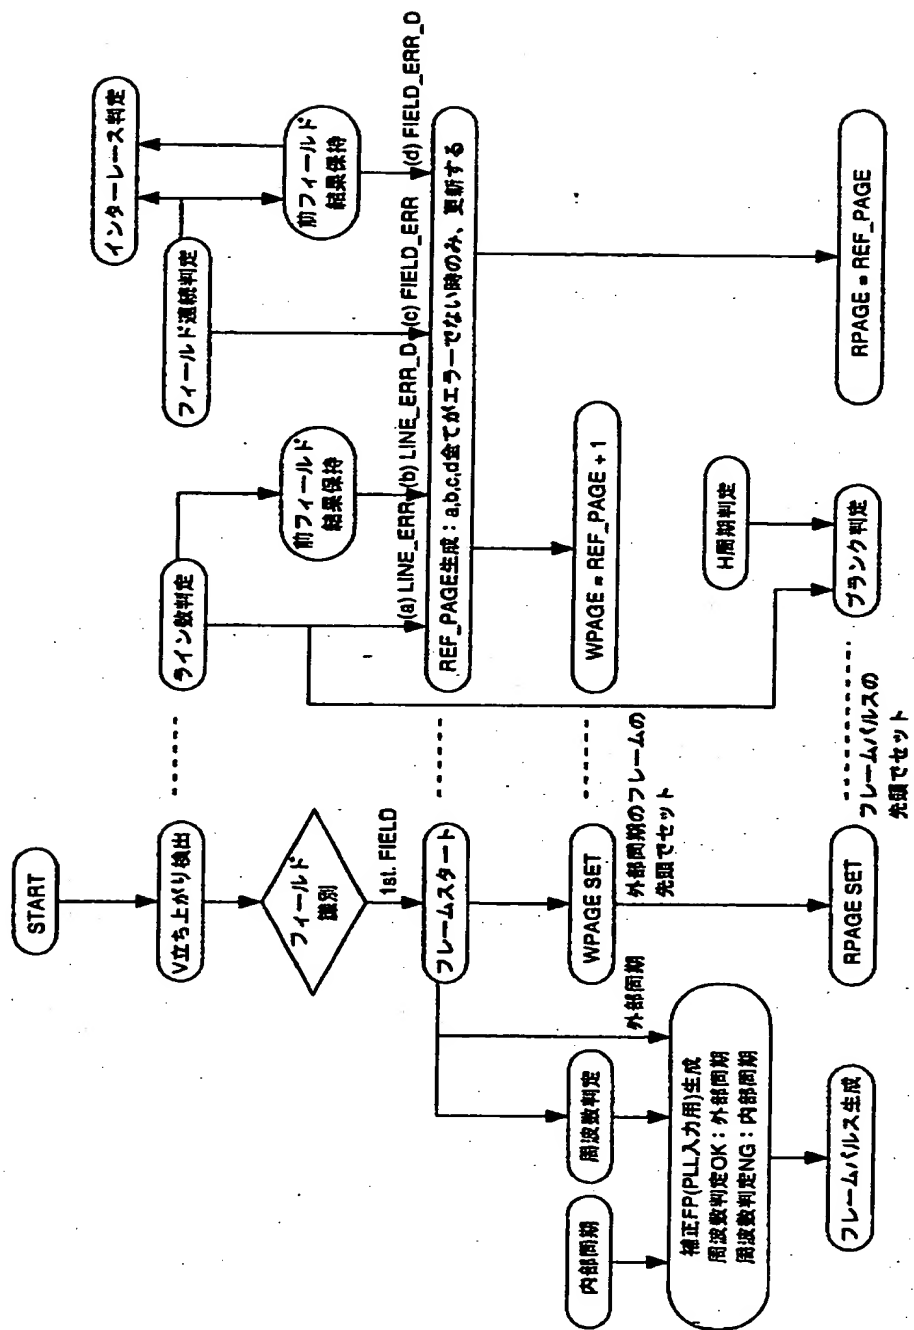 START
V立ち上がり検出
フィールド
識別
1st. FIELD
フレームスタート
WPAGE SET
外部同期のフレームの
先頭でセット
RPAGE SET
フレームパルスの
先頭でセット
外部同期
周波数判定
内部同期
補正FP(PLL入力用)生成
周波数判定OK：外部同期
周波数判定NG：内部同期
フレームパルス生成
ライン数判定
前フィールド
結果保持
フィールド連続判定
前フィールド
結果保持
インターレース判定
(a) LINE_ERR
(b) LINE_ERR_D
(c) FIELD_ERR
(d) FIELD_ERR_D
REF_PAGE生成：a,b,c,d全てがエラーでない時のみ、更新する
WPAGE = REF_PAGE + 1
H周期判定
ブランク判定
RPAGE = REF_PAGE